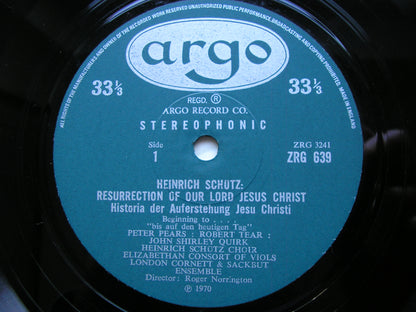 ALL RIGHTS OF THE MANUFACTURER AND OF THE OWNER OF THE RECORDED WORK RESERVED UNAUTHORISED PUBLIC PERFORMANCE, BROADCASTING AND COPYING PROHIBITED. MADE IN ENGLAND
argo
33⅓
33⅓
REGD. ®
ARGO RECORD CO.
STEREOPHONIC
Side
1
ZRG 3241
ZRG 639
HEINRICH SCHUTZ:
RESURRECTION OF OUR LORD JESUS CHRIST
Historia der Auferstehung Jesu Christi
Beginning to ....
"bis auf den heutigen Tag"
PETER PEARS : ROBERT TEAR :
JOHN SHIRLEY QUIRK
HEINRICH SCHUTZ CHOIR
ELIZABETHAN CONSORT OF VIOLS
LONDON CORNETT & SACKBUT
ENSEMBLE
Director: Roger Norrington
℗ 1970